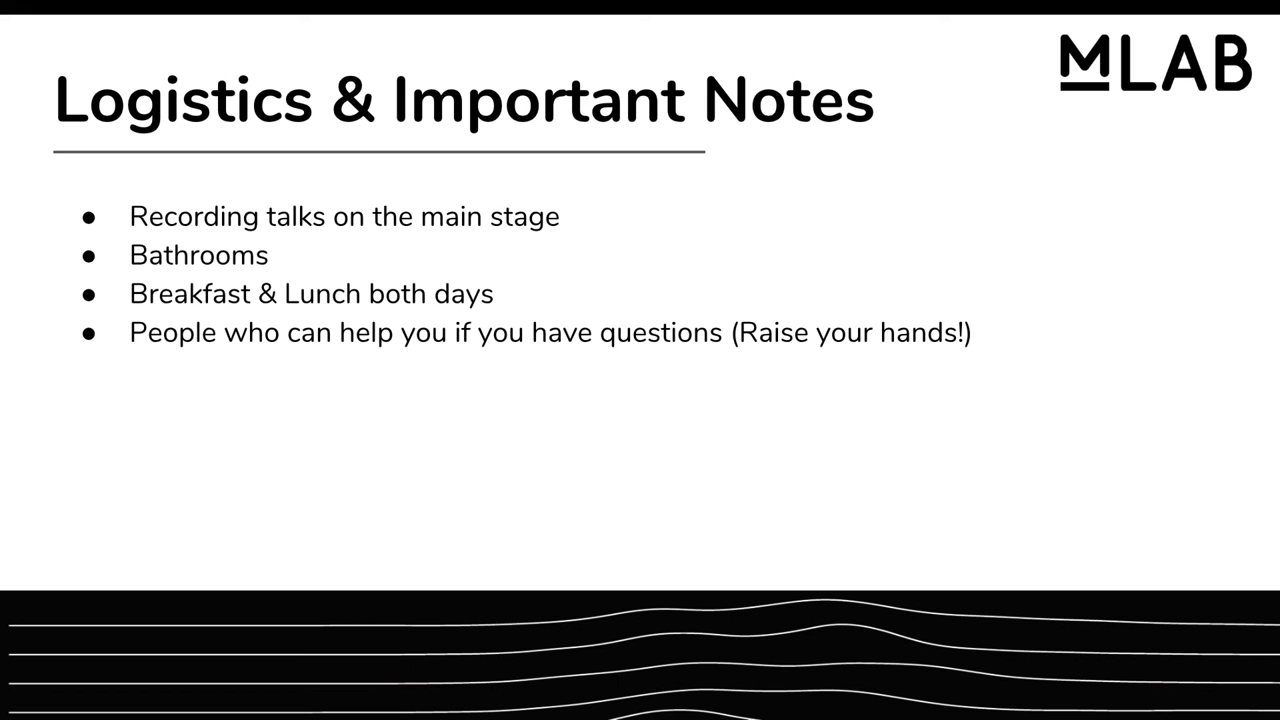 MLAB
Logistics & Important Notes
● Recording talks on the main stage
● Bathrooms
● Breakfast & Lunch both days
● People who can help you if you have questions (Raise your hands!)